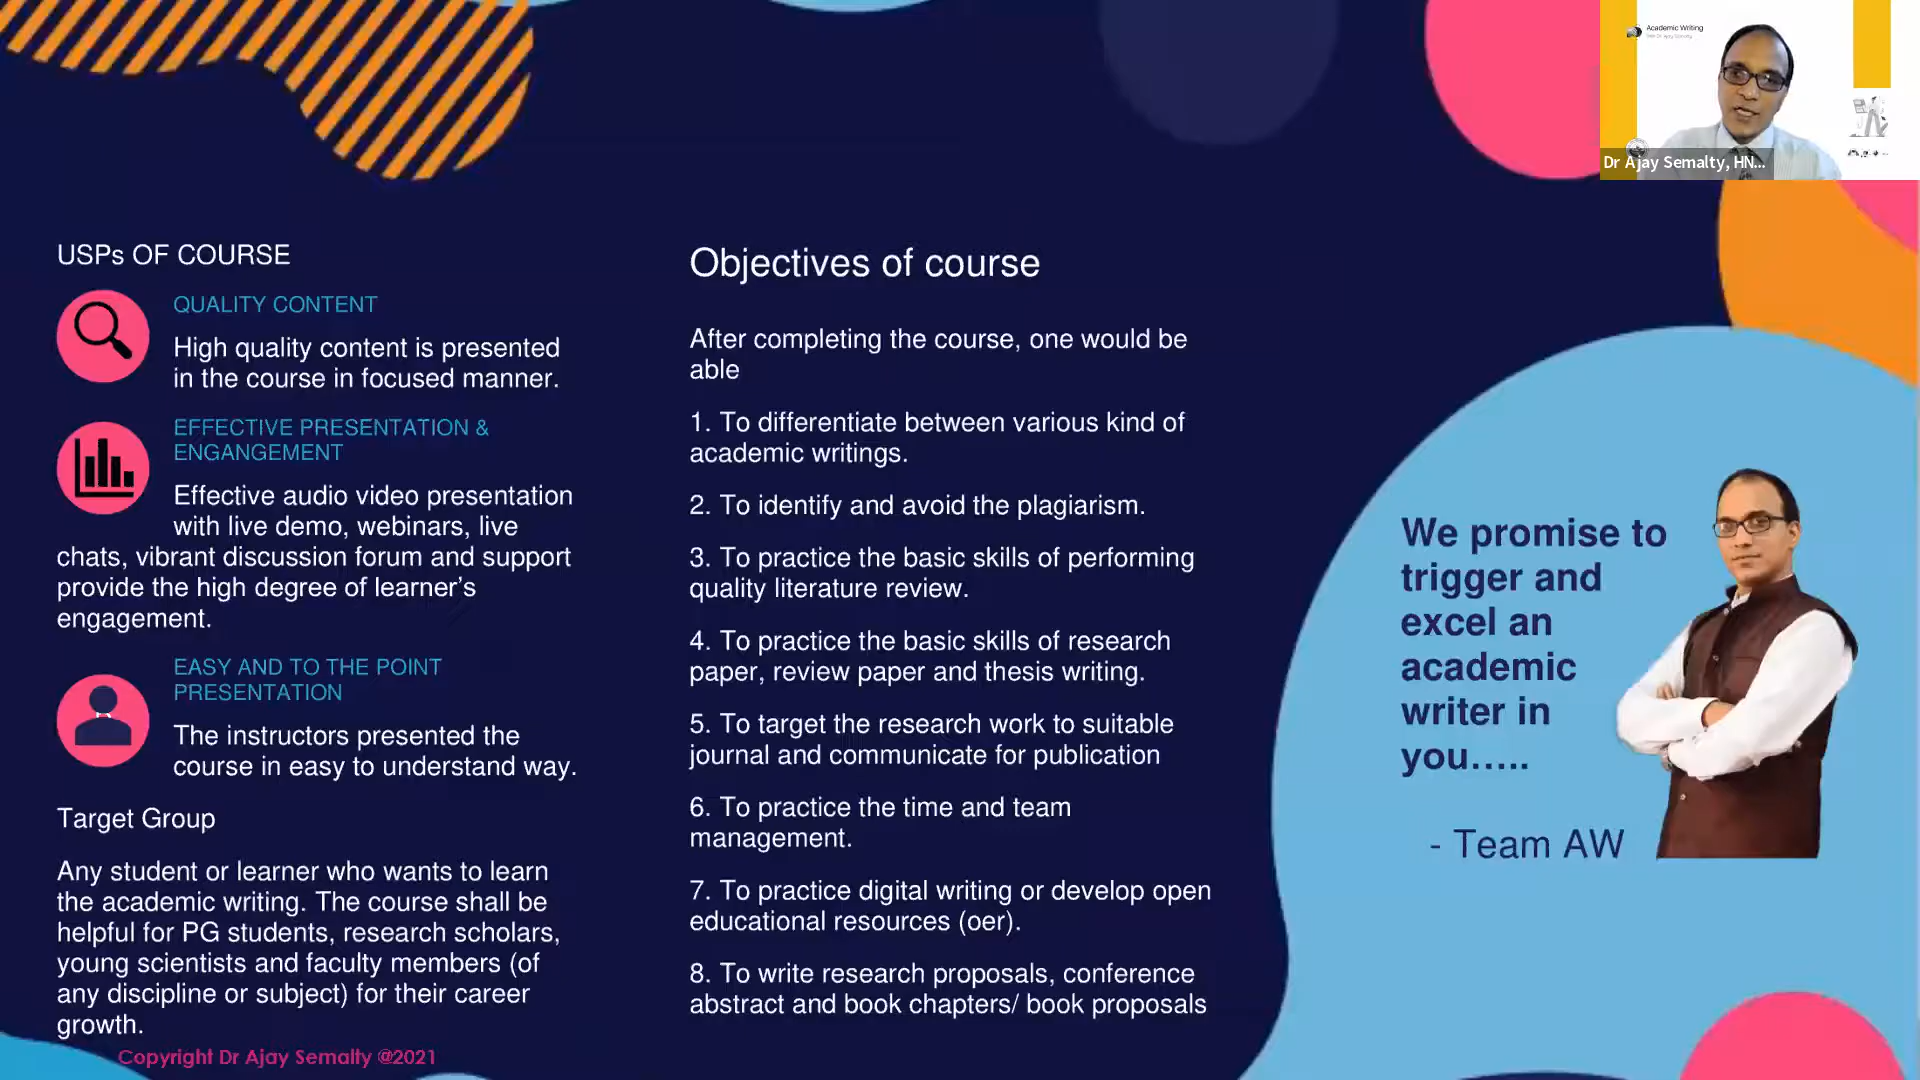 USPs OF COURSE
QUALITY CONTENT
High quality content is presented
in the course in focused manner.
EFFECTIVE PRESENTATION &
ENGANGEMENT
Effective audio video presentation
with live demo, webinars, live
chats, vibrant discussion forum and support
provide the high degree of learner’s
engagement.
EASY AND TO THE POINT
PRESENTATION
The instructors presented the
course in easy to understand way.
Target Group
Any student or learner who wants to learn
the academic writing. The course shall be
helpful for PG students, research scholars,
young scientists and faculty members (of
any discipline or subject) for their career
growth.
Copyright Dr Ajay Semalty @2021
Objectives of course
After completing the course, one would be
able
1. To differentiate between various kind of
academic writings.
2. To identify and avoid the plagiarism.
3. To practice the basic skills of performing
quality literature review.
4. To practice the basic skills of research
paper, review paper and thesis writing.
5. To target the research work to suitable
journal and communicate for publication
6. To practice the time and team
management.
7. To practice digital writing or develop open
educational resources (oer).
8. To write research proposals, conference
abstract and book chapters/ book proposals
We promise to
trigger and
excel an
academic
writer in
you…..
- Team AW
Academic Writing
Dr Ajay Semalty, HN...